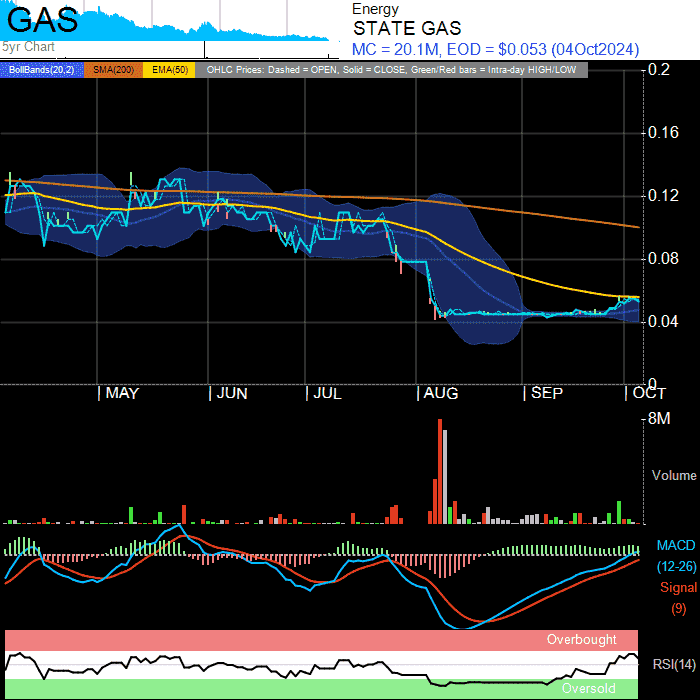 GAS
5yr Chart
Energy
STATE GAS
MC = 20.1M, EOD = $0.053 (04Oct2024)
BollBands(20,2) SMA(200) EMA(50) OHLC Prices: Dashed = OPEN, Solid = CLOSE, Green/Red bars = Intra-day HIGH/LOW
0.2
0.16
0.12
0.08
0.04
0
MAY JUN JUL AUG SEP OCT
8M
Volume
MACD
(12-26)
Signal
(9)
Overbought
RSI(14)
Oversold